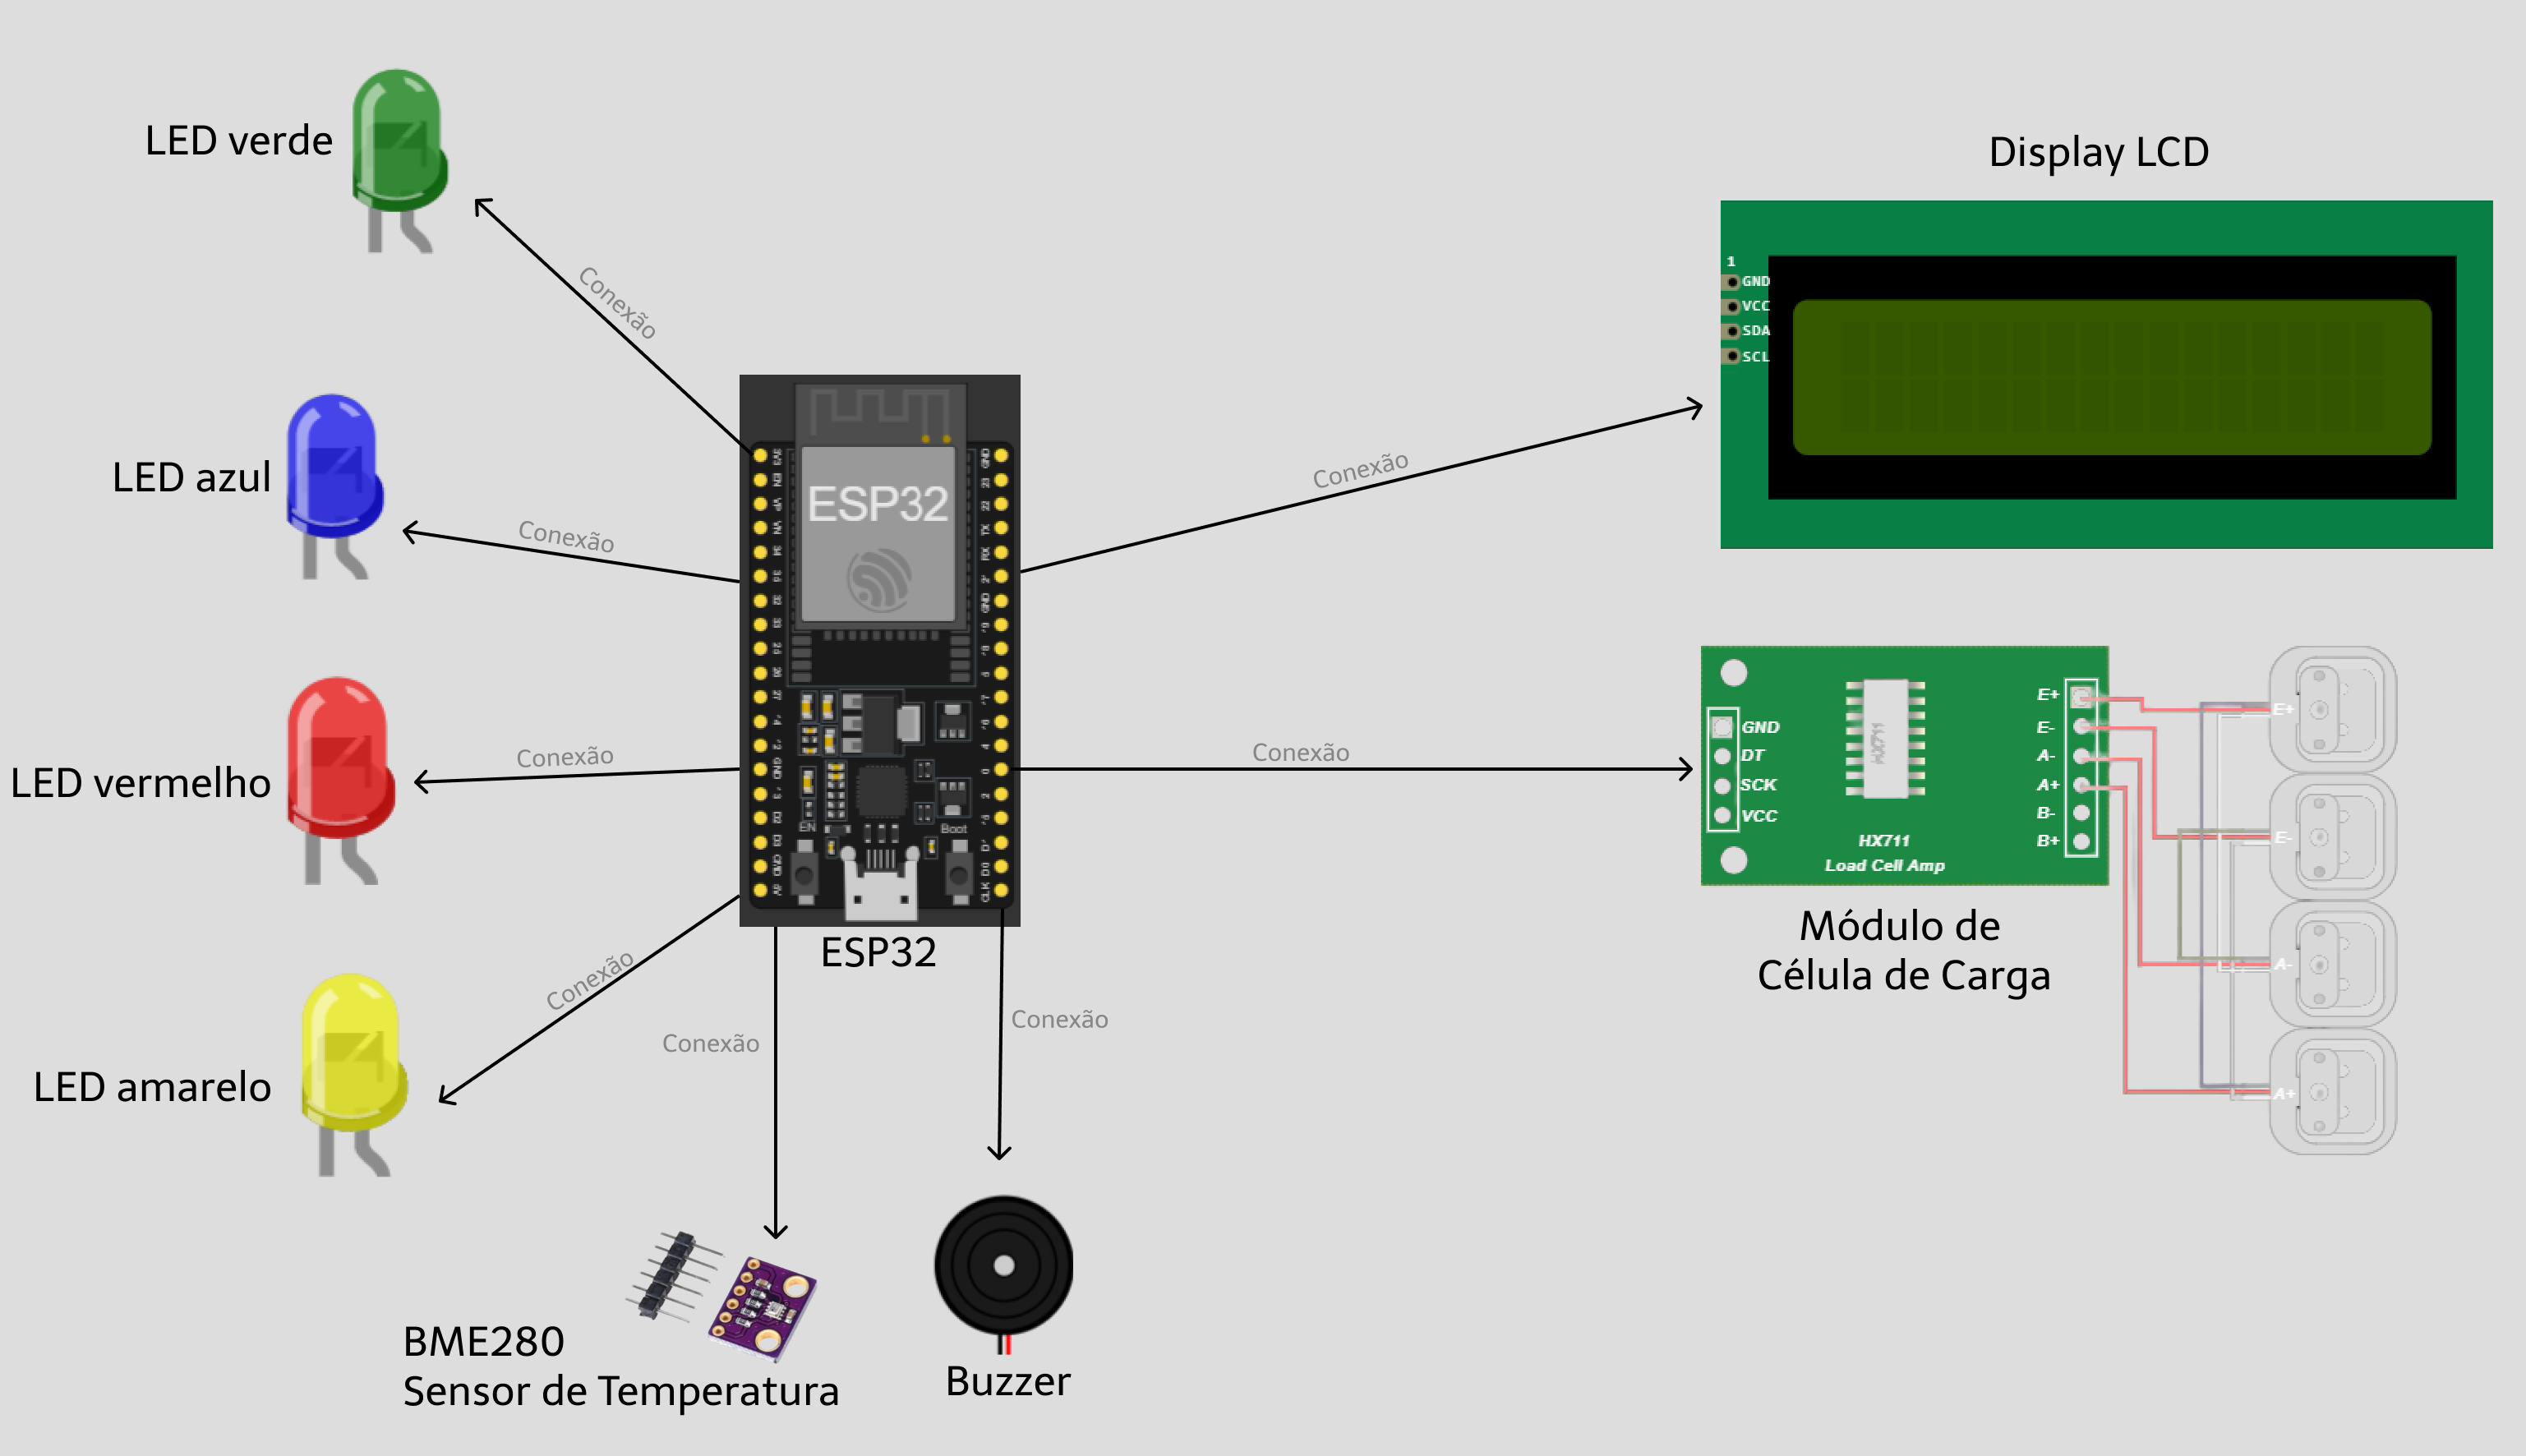 LED verde
Display LCD
Conexão
1
GND
VCC
SDA
SCL
LED azul
Conexão
Conexão
ESP32
LED vermelho
Conexão
Conexão
GND
DT
SCK
VCC
HX711
E+
E-
A-
A+
B-
B+
E+
E-
A-
A+
HX711
Load Cell Amp
EN
Boot
ESP32
Módulo de
Célula de Carga
LED amarelo
Conexão
Conexão
Conexão
BME280
Sensor de Temperatura
Buzzer